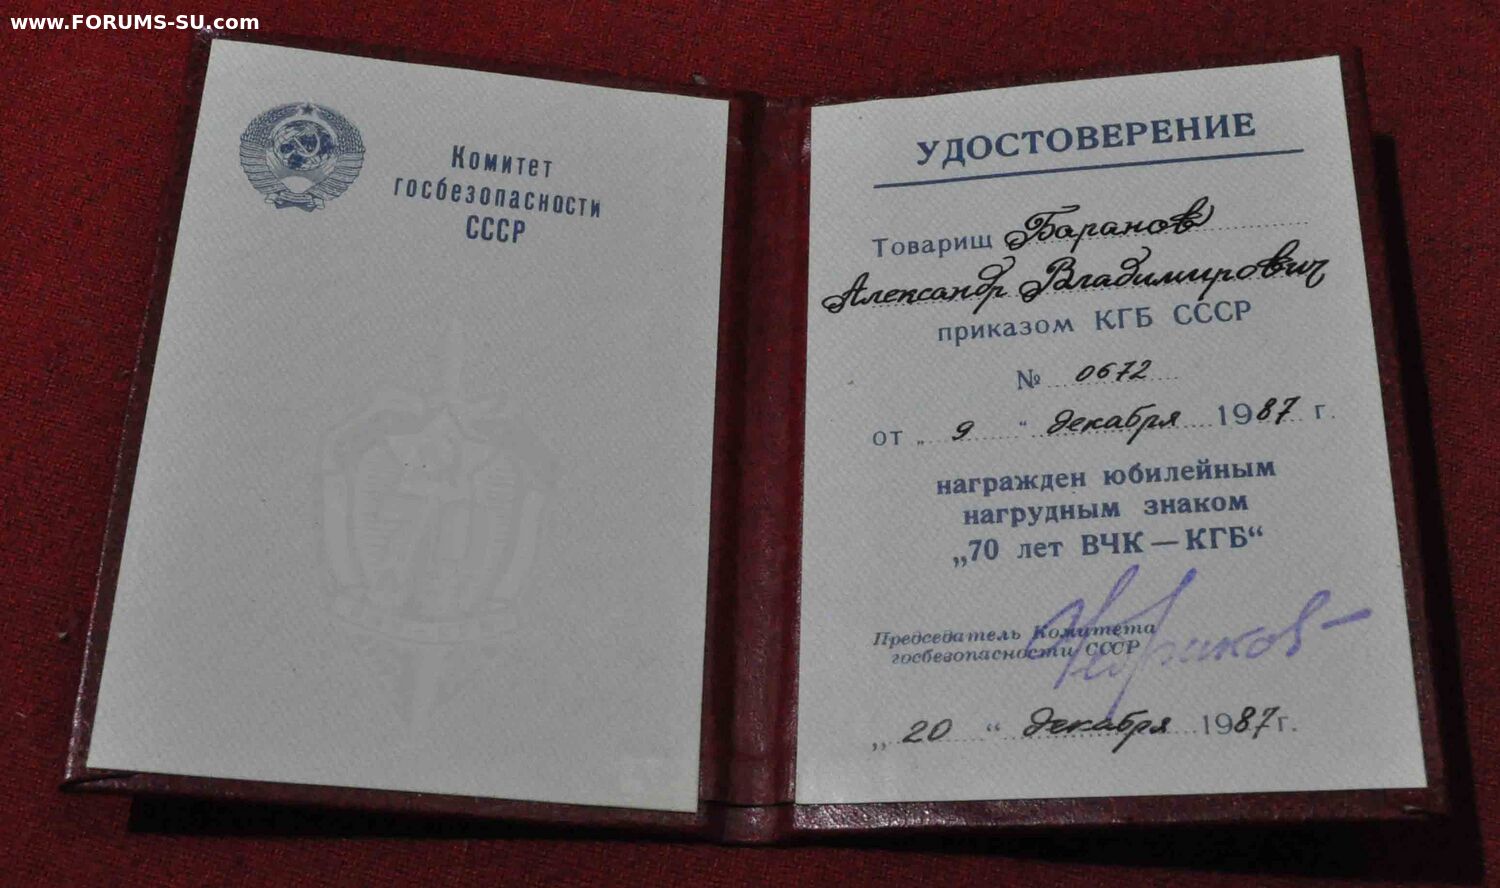 www.FORUMS-SU.com
Комитет
госбезопасности
СССР
УДОСТОВЕРЕНИЕ
Товарищ Баранов
Александр Владимирович
приказом КГБ СССР
№ 0672
от „ 9 “ декабря 1987 г.
награжден юбилейным
нагрудным знаком
„70 лет ВЧК—КГБ“
Председатель Комитета
госбезопасности СССР
„ 20 “ декабря 1987 г.